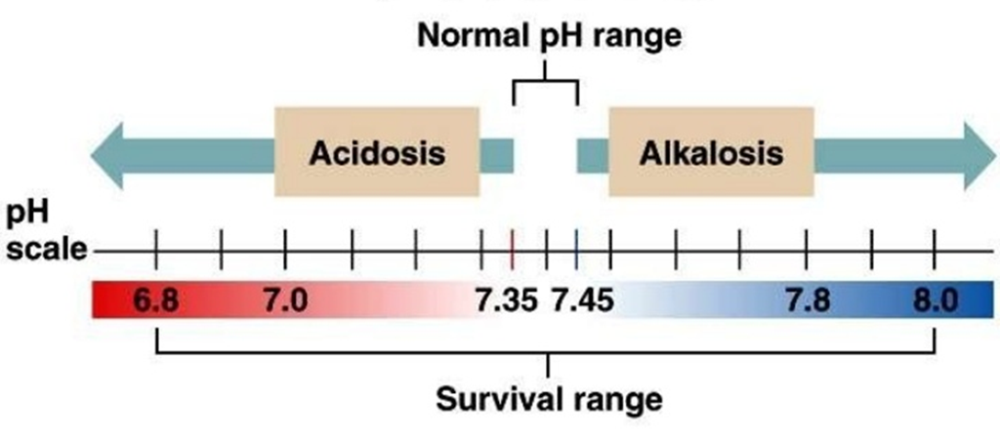 Normal pH range
Acidosis
Alkalosis
pH
scale
6.8 7.0 7.35 7.45 7.8 8.0
Survival range